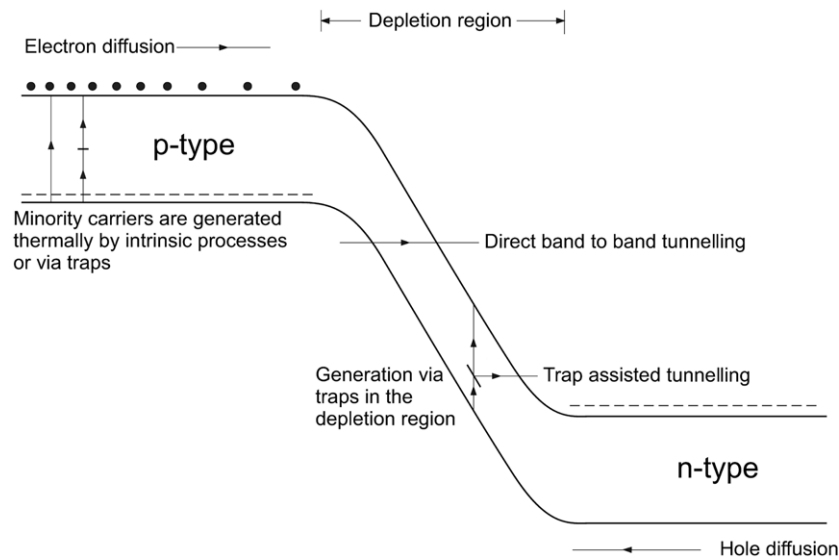 Depletion region
Electron diffusion
p-type
Minority carriers are generated
thermally by intrinsic processes
or via traps
Direct band to band tunnelling
Generation via
traps in the
depletion region
Trap assisted tunnelling
n-type
Hole diffusion